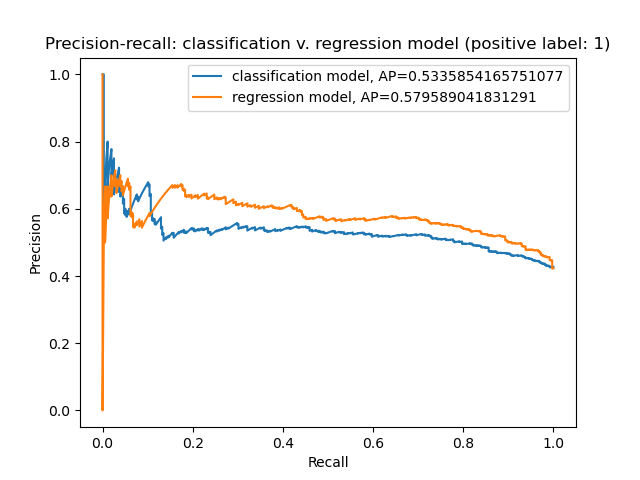 Precision-recall: classification v. regression model (positive label: 1)
classification model, AP=0.5335854165751077
regression model, AP=0.579589041831291
1.0
0.8
0.6
0.4
0.2
0.0
Precision
0.0 0.2 0.4 0.6 0.8 1.0
Recall